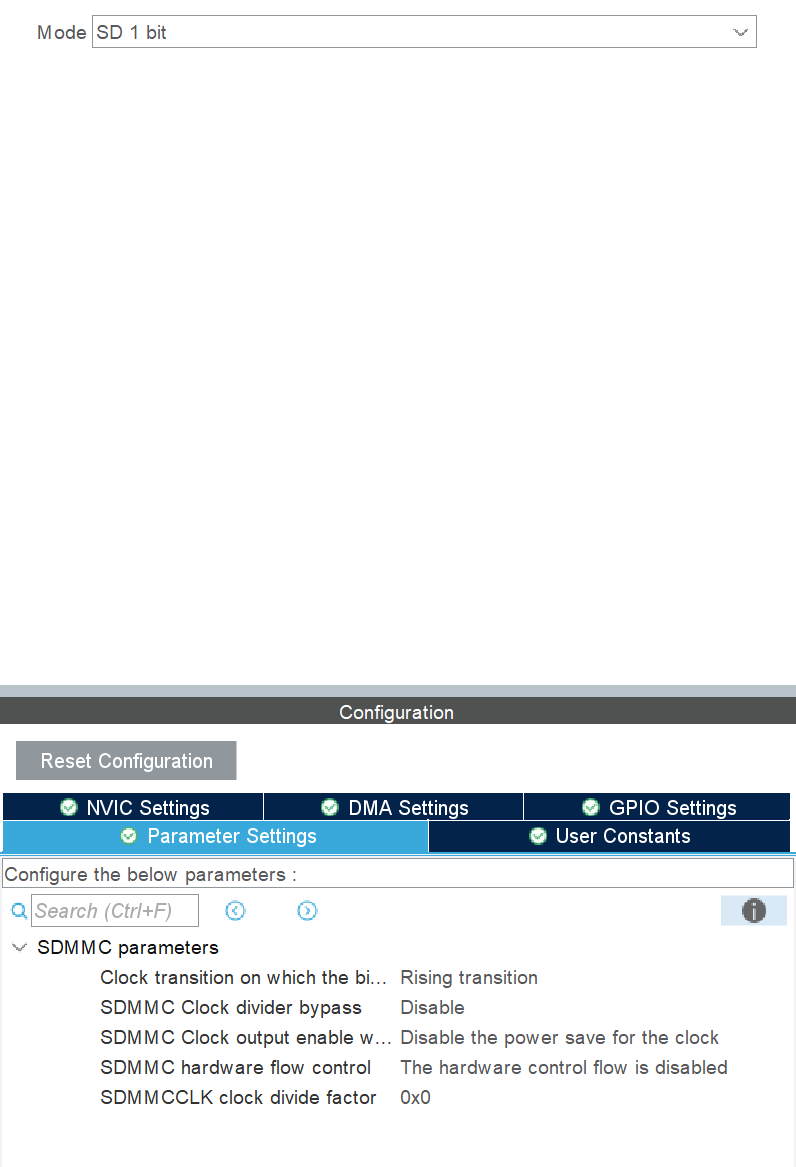 Mode SD 1 bit
Configuration
Reset Configuration
NVIC Settings DMA Settings GPIO Settings
Parameter Settings User Constants
Configure the below parameters :
Search (Ctrl+F)
SDMMC parameters
Clock transition on which the bi... Rising transition
SDMMC Clock divider bypass Disable
SDMMC Clock output enable w... Disable the power save for the clock
SDMMC hardware flow control The hardware control flow is disabled
SDMMCCLK clock divide factor 0x0